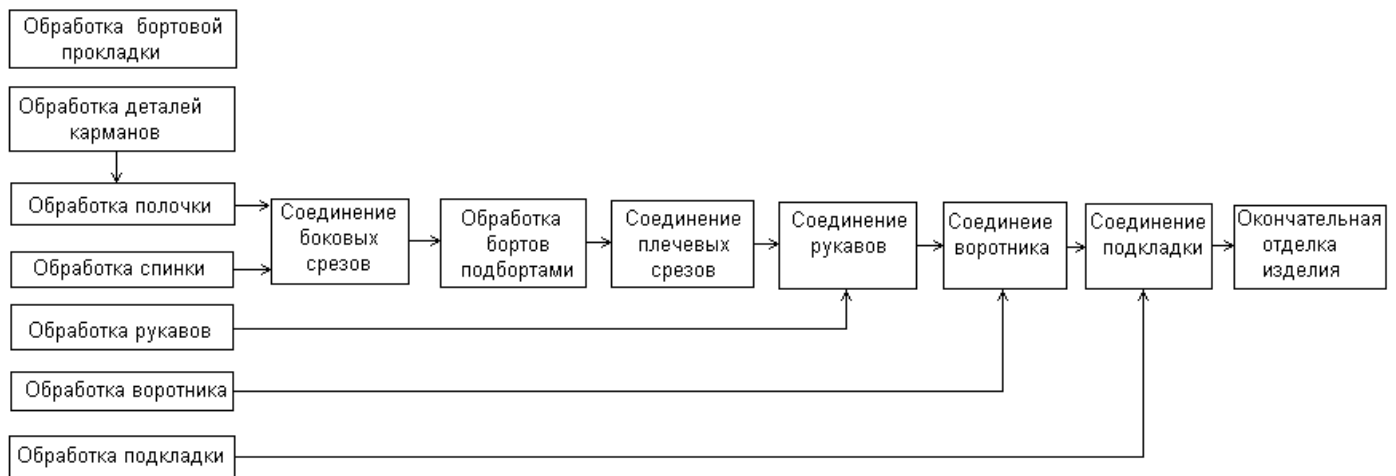 Обработка бортовой
прокладки
Обработка деталей
карманов
Обработка полочки
Обработка спинки
Обработка рукавов
Обработка воротника
Обработка подкладки
Соединение
боковых
срезов
Обработка
бортов
подбортами
Соединение
плечевых
срезов
Соединение
рукавов
Соединеие
воротника
Соединение
подкладки
Окончательная
отделка
изделия